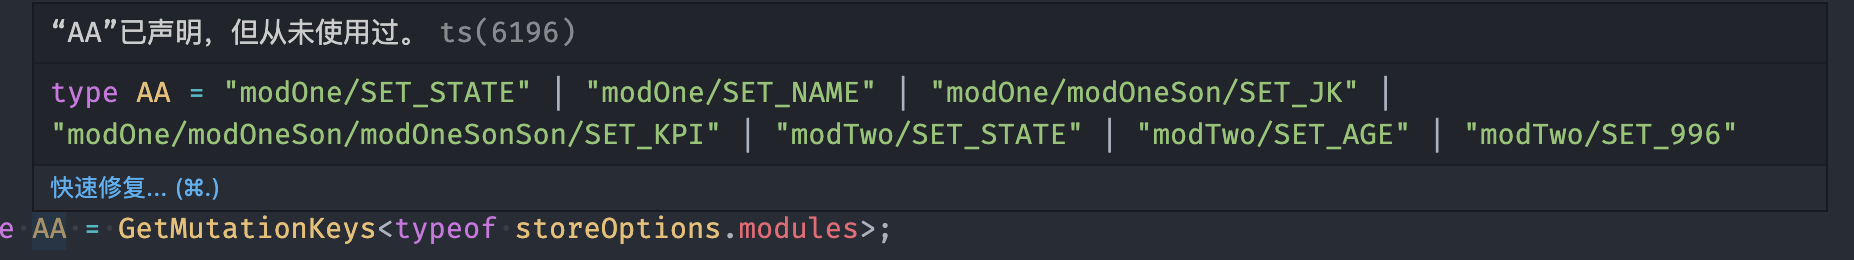 “AA”已声明，但从未使用过。 ts(6196)
type AA = "modOne/SET_STATE" | "modOne/SET_NAME" | "modOne/modOneSon/SET_JK" |
"modOne/modOneSon/modOneSonSon/SET_KPI" | "modTwo/SET_STATE" | "modTwo/SET_AGE" | "modTwo/SET_996"
快速修复... (⌘.)
e AA = GetMutationKeys<typeof storeOptions.modules>;